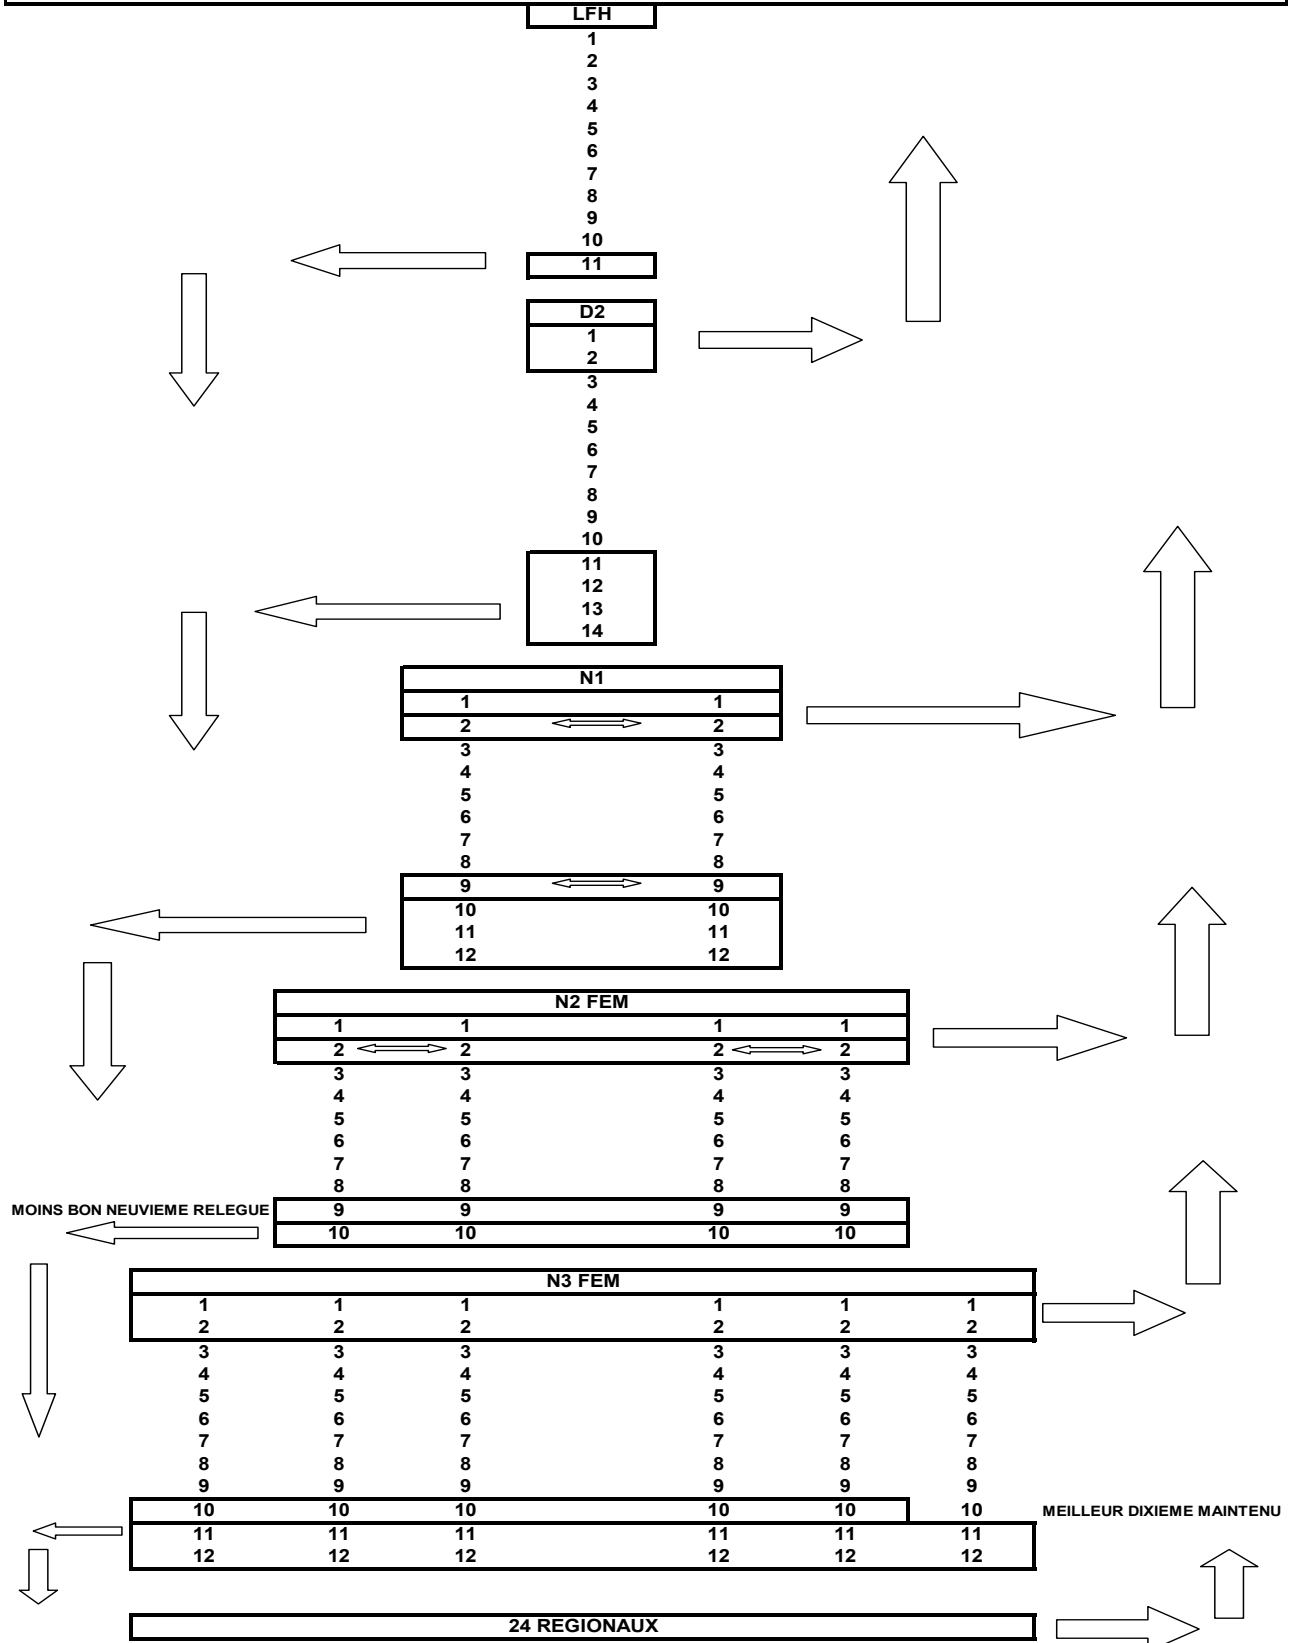 LFH
1
2
3
4
5
6
7
8
9
10
11
D2
1
2
3
4
5
6
7
8
9
10
11
12
13
14
N1
1 1
2 2
3 3
4 4
5 5
6 6
7 7
8 8
9 9
10 10
11 11
12 12
N2 FEM
1 1 1 1
2 2 2 2
3 3 3 3
4 4 4 4
5 5 5 5
6 6 6 6
7 7 7 7
8 8 8 8
MOINS BON NEUVIEME RELEGUE 9 9 9 9
10 10 10 10
N3 FEM
1 1 1 1 1 1
2 2 2 2 2 2
3 3 3 3 3 3
4 4 4 4 4 4
5 5 5 5 5 5
6 6 6 6 6 6
7 7 7 7 7 7
8 8 8 8 8 8
9 9 9 9 9 9
10 10 10 10 10 10 MEILLEUR DIXIEME MAINTENU
11 11 11 11 11 11
12 12 12 12 12 12
24 REGIONAUX